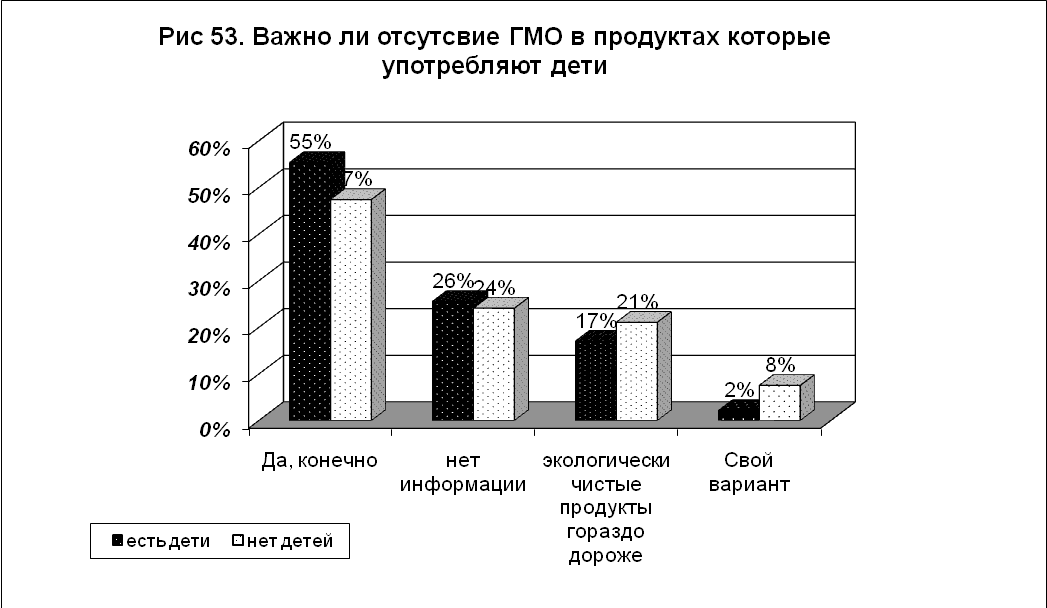 Рис 53. Важно ли отсутсвие ГМО в продуктах которые
употребляют дети
60%
50%
40%
30%
20%
10%
0%
55%
7%
26%
24%
17%
21%
2%
8%
Да, конечно
нет
информации
экологически
чистые
продукты
гораздо
дороже
Свой
вариант
есть дети
нет детей